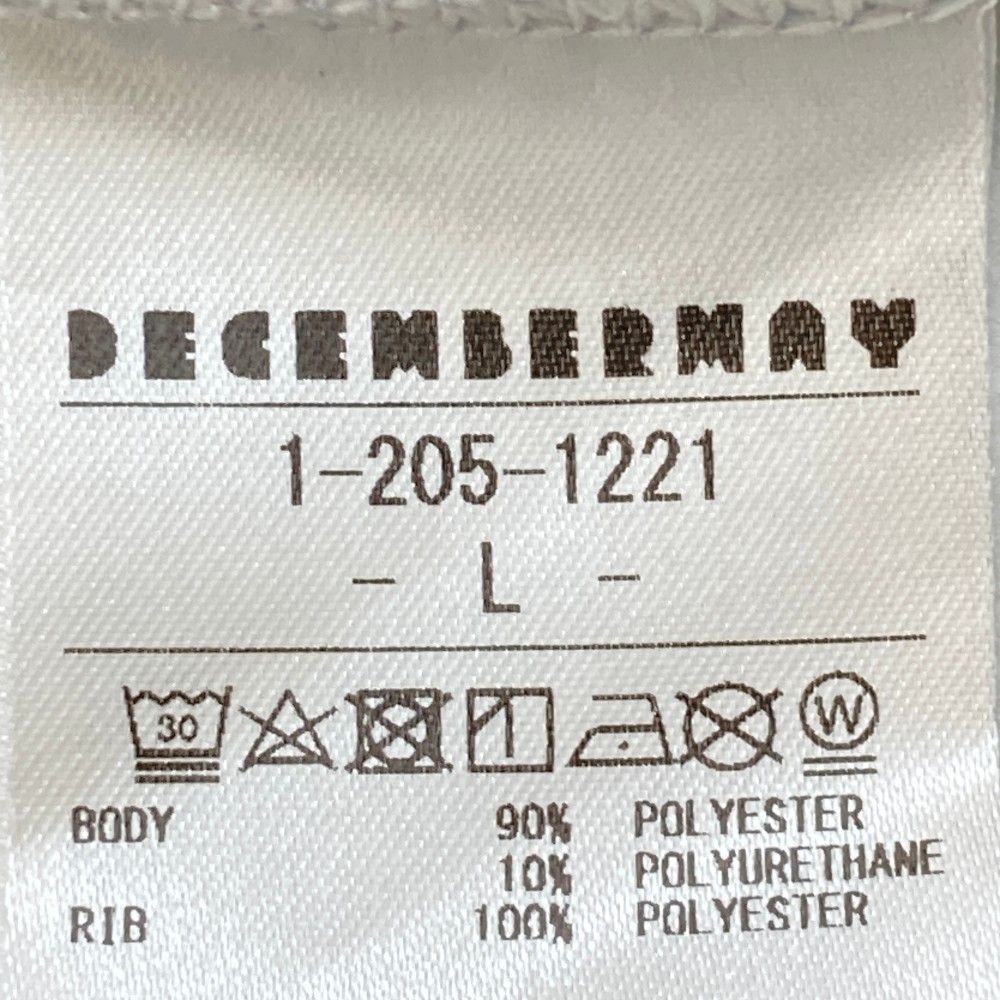 DECEMBERMAY
1-205-1221
- L -
30 W
BODY 90% POLYESTER
10% POLYURETHANE
RIB 100% POLYESTER